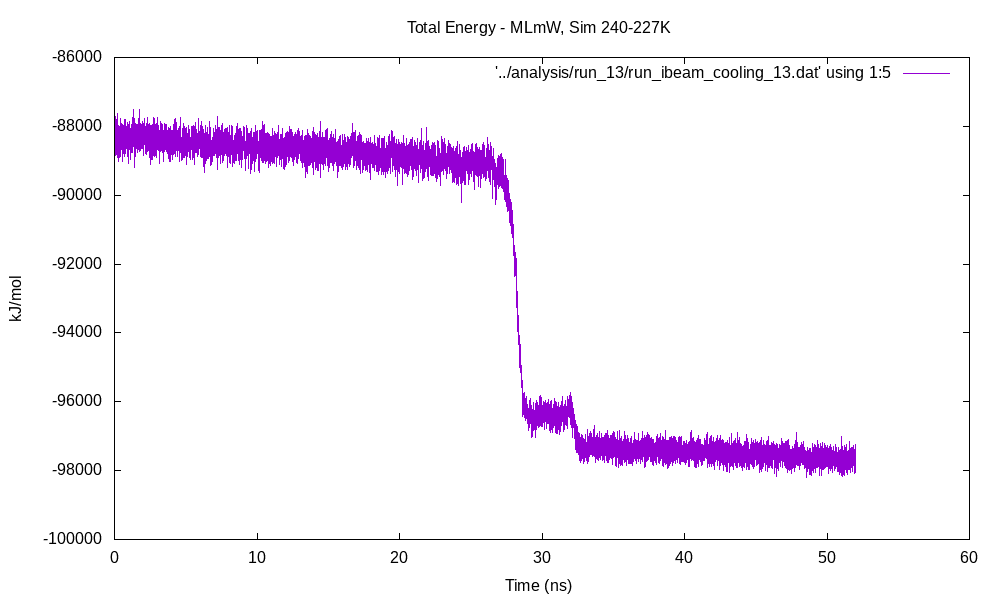 Total Energy - MLmW, Sim 240-227K
'../analysis/run_13/run_ibeam_cooling_13.dat' using 1:5
-86000
-88000
-90000
-92000
-94000
-96000
-98000
-100000
kJ/mol
0 10 20 30 40 50 60
Time (ns)